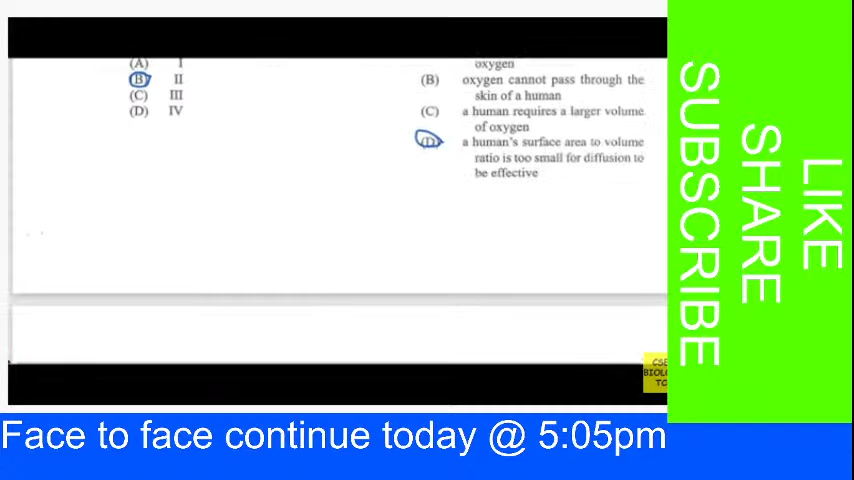 (A) I
(B) II
(C) III
(D) IV
oxygen
(B) oxygen cannot pass through the
skin of a human
(C) a human requires a larger volume
of oxygen
(D) a human's surface area to volume
ratio is too small for diffusion to
be effective
LIKE
SHARE
SUBSCRIBE
Face to face continue today @ 5:05pm